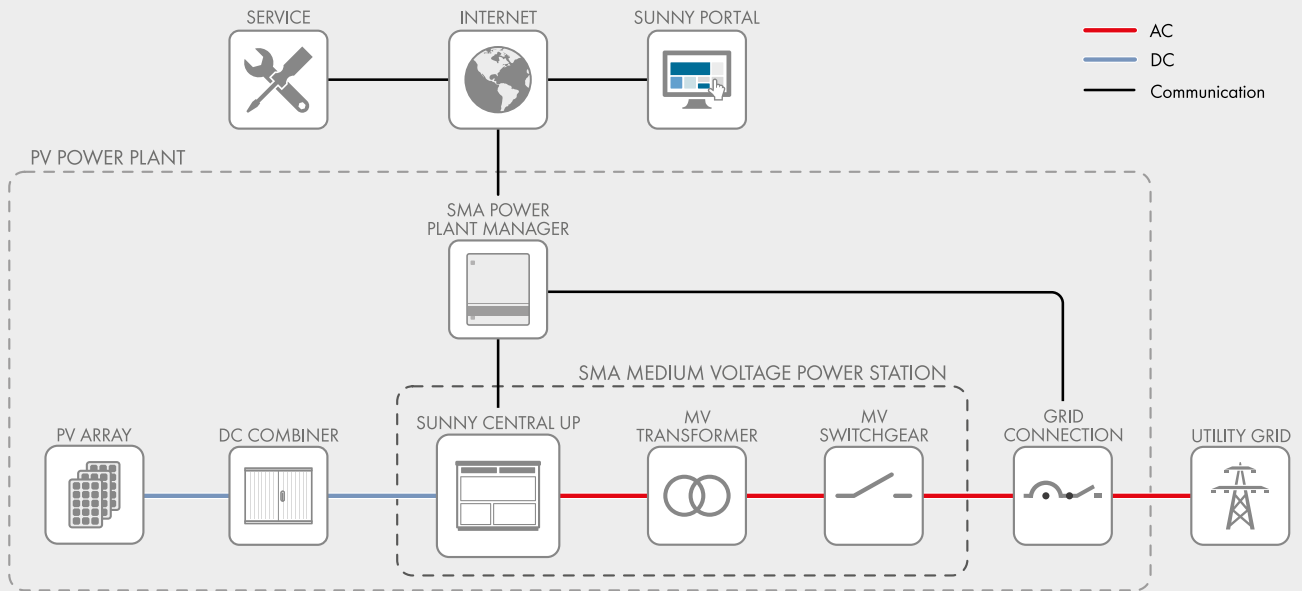 SERVICE
INTERNET
SUNNY PORTAL
AC
DC
Communication
PV POWER PLANT
SMA POWER
PLANT MANAGER
SMA MEDIUM VOLTAGE POWER STATION
PV ARRAY
DC COMBINER
SUNNY CENTRAL UP
MV
TRANSFORMER
MV
SWITCHGEAR
GRID
CONNECTION
UTILITY GRID